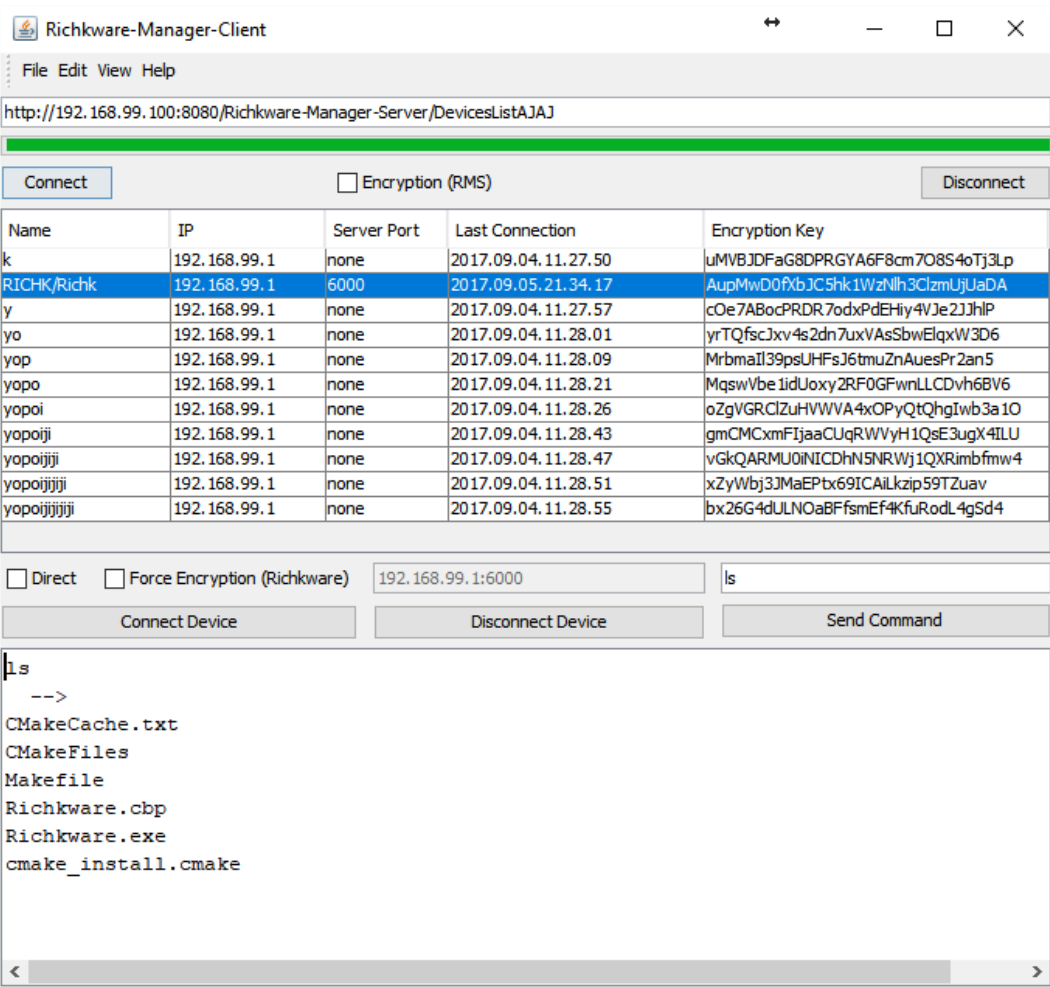 Richkware-Manager-Client
File Edit View Help
http://192.168.99.100:8080/Richkware-Manager-Server/DevicesListAJAJ
Connect Encryption (RMS) Disconnect
Name IP Server Port Last Connection Encryption Key
k 192.168.99.1 none 2017.09.04.11.27.50 uMVBJDFaG8DPRGYA6F8cm7O8S4oTj3Lp
RICHK/Richk 192.168.99.1 6000 2017.09.05.21.34.17 AupMwD0fXbJC5hk1WzNlh3ClzmUjUaDA
y 192.168.99.1 none 2017.09.04.11.27.57 cOe7ABocPRDR7odxPdEHiy4VJe2JJhlP
yo 192.168.99.1 none 2017.09.04.11.28.01 yrTQfscJxv4s2dn7uxVAsSbwElqxW3D6
yop 192.168.99.1 none 2017.09.04.11.28.09 MrbmaIl39psUHFsJ6tmuZnAuesPr2an5
yopo 192.168.99.1 none 2017.09.04.11.28.21 MqswVbe1idUoxy2RF0GFwnLLCDvh6BV6
yopoi 192.168.99.1 none 2017.09.04.11.28.26 oZgVGRClZuHVWVA4xOPyQtQhgIwb3a1O
yopoiji 192.168.99.1 none 2017.09.04.11.28.43 gmCMCxmFIjaaCUqRWVyH1QsE3ugX4ILU
yopoijiji 192.168.99.1 none 2017.09.04.11.28.47 vGkQARMU0iNICDhN5NRWj1QXRimbfmw4
yopoijijiji 192.168.99.1 none 2017.09.04.11.28.51 xZyWbj3JMaEPtx69ICAiLkzip59TZuav
yopoijijijiji 192.168.99.1 none 2017.09.04.11.28.55 bx26G4dULNOaBFfsmEf4KfuRodL4gSd4
Direct Force Encryption (Richkware) 192.168.99.1:6000 ls
Connect Device Disconnect Device Send Command
ls
-->
CMakeCache.txt
CMakeFiles
Makefile
Richkware.cbp
Richkware.exe
cmake_install.cmake